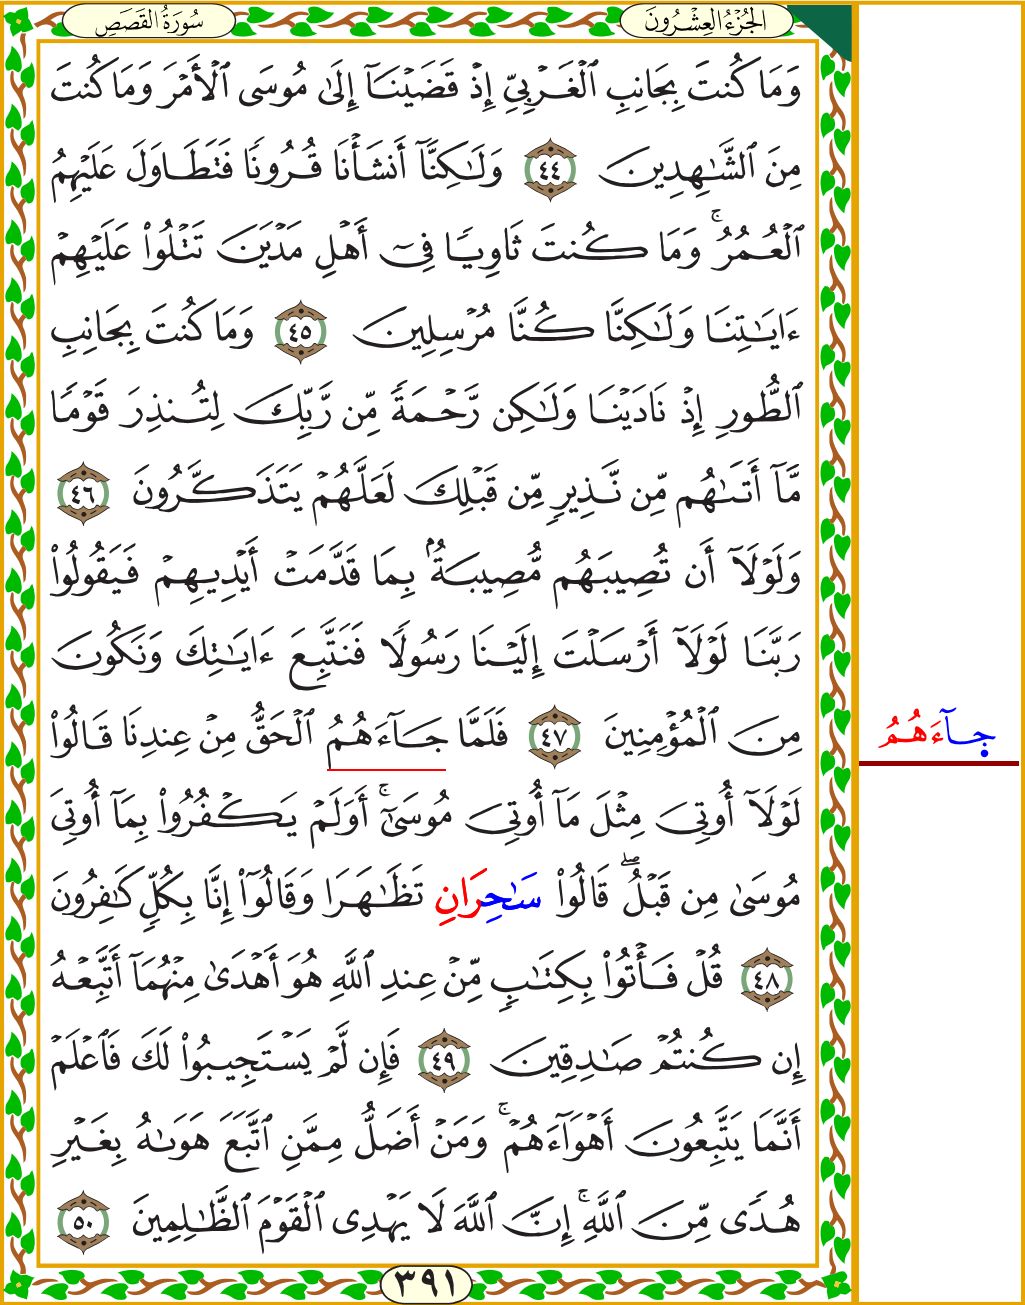 الجُزْءُ العِشْرُونَ
سُورَةُ القَصَصِ
وَمَا كُنتَ بِجَانِبِ ٱلْغَرْبِيِّ إِذْ قَضَيْنَآ إِلَىٰ مُوسَى ٱلْأَمْرَ وَمَا كُنتَ
مِنَ ٱلشَّٰهِدِينَ ٤٤ وَلَٰكِنَّآ أَنشَأْنَا قُرُونًا فَتَطَاوَلَ عَلَيْهِمُ
ٱلْعُمُرُ ۚ وَمَا كُنتَ ثَاوِيًا فِىٓ أَهْلِ مَدْيَنَ تَتْلُوا۟ عَلَيْهِمْ
ءَايَٰتِنَا وَلَٰكِنَّا كُنَّا مُرْسِلِينَ ٤٥ وَمَا كُنتَ بِجَانِبِ
ٱلطُّورِ إِذْ نَادَيْنَا وَلَٰكِن رَّحْمَةً مِّن رَّبِّكَ لِتُنذِرَ قَوْمًا
مَّآ أَتَىٰهُم مِّن نَّذِيرٍ مِّن قَبْلِكَ لَعَلَّهُمْ يَتَذَكَّرُونَ ٤٦
وَلَوْلَآ أَن تُصِيبَهُم مُّصِيبَةٌۢ بِمَا قَدَّمَتْ أَيْدِيهِمْ فَيَقُولُوا۟
رَبَّنَا لَوْلَآ أَرْسَلْتَ إِلَيْنَا رَسُولًا فَنَتَّبِعَ ءَايَٰتِكَ وَنَكُونَ
مِنَ ٱلْمُؤْمِنِينَ ٤٧ فَلَمَّا جَآءَهُمُ ٱلْحَقُّ مِنْ عِندِنَا قَالُوا۟
جِآءَهُمُ
لَوْلَآ أُوتِىَ مِثْلَ مَآ أُوتِىَ مُوسَىٰٓ ۚ أَوَلَمْ يَكْفُرُوا۟ بِمَآ أُوتِىَ
مُوسَىٰ مِن قَبْلُ ۖ قَالُوا۟ سَٰحِرَانِ تَظَٰهَرَا وَقَالُوٓا۟ إِنَّا بِكُلٍّ كَٰفِرُونَ
٤٨ قُلْ فَأْتُوا۟ بِكِتَٰبٍ مِّنْ عِندِ ٱللَّهِ هُوَ أَهْدَىٰ مِنْهُمَآ أَتَّبِعْهُ
إِن كُنتُمْ صَٰدِقِينَ ٤٩ فَإِن لَّمْ يَسْتَجِيبُوا۟ لَكَ فَٱعْلَمْ
أَنَّمَا يَتَّبِعُونَ أَهْوَآءَهُمْ ۚ وَمَنْ أَضَلُّ مِمَّنِ ٱتَّبَعَ هَوَىٰهُ بِغَيْرِ
هُدًى مِّنَ ٱللَّهِ ۚ إِنَّ ٱللَّهَ لَا يَهْدِى ٱلْقَوْمَ ٱلظَّٰلِمِينَ ٥٠
٣٩١